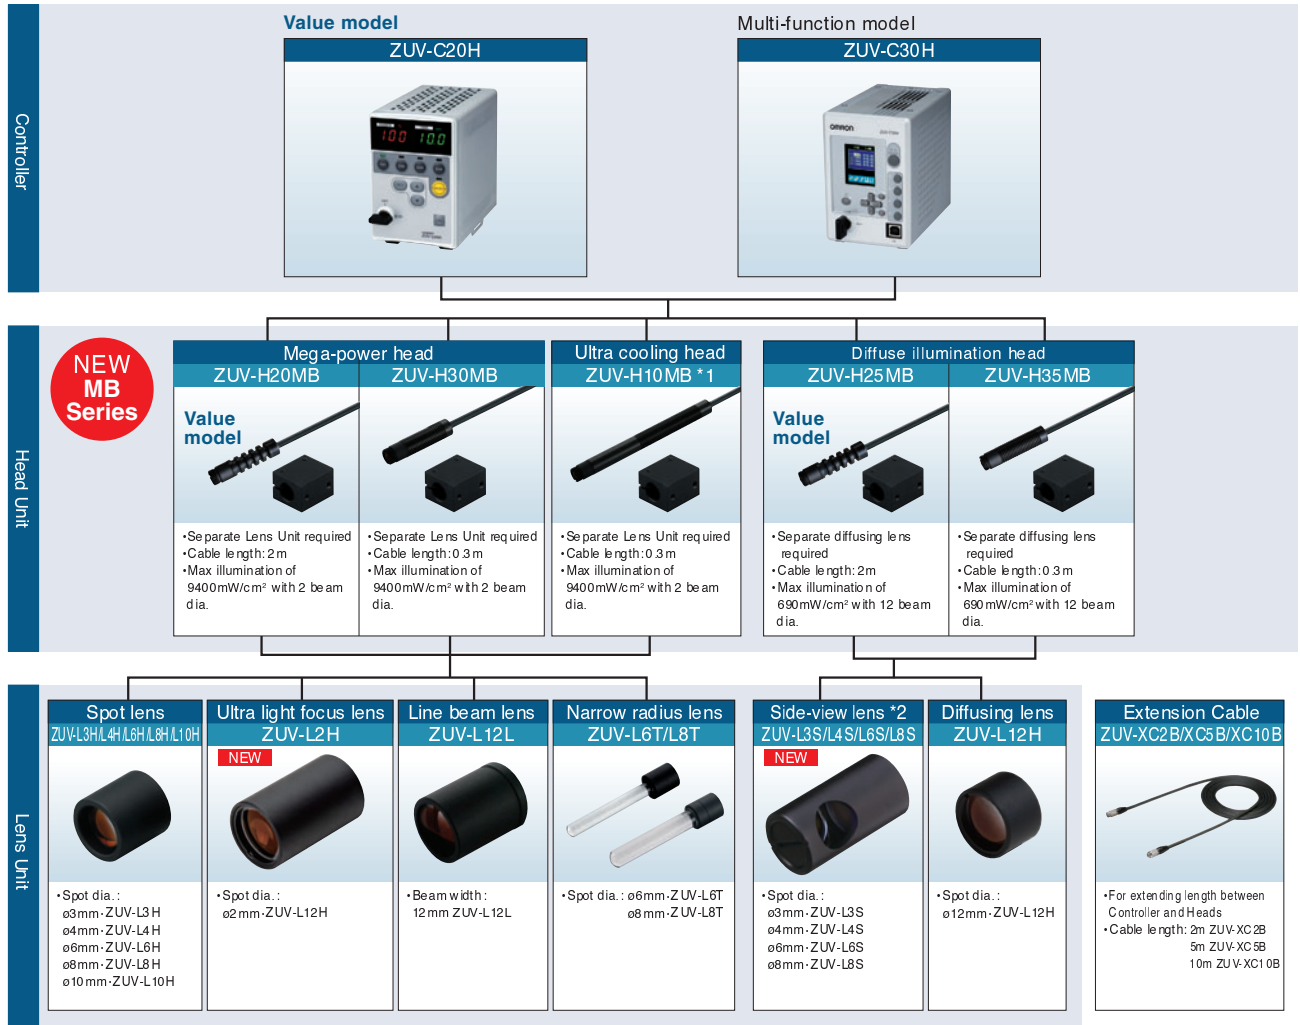 Controller
Value model
ZUV-C20H
100 100
Multi-function model
ZUV-C30H
OMRON
Head Unit
NEW
MB
Series
Mega-power head
ZUV-H20MB
ZUV-H30MB
Value
model
•Separate Lens Unit required
•Cable length: 2m
•Max illumination of
9400mW/cm² with 2 beam
dia.
•Separate Lens Unit required
•Cable length: 0.3m
•Max illumination of
9400mW/cm² with 2 beam
dia.
Ultra cooling head
ZUV-H10MB *1
•Separate Lens Unit required
•Cable length: 0.3m
•Max illumination of
9400mW/cm² with 2 beam
dia.
Diffuse illumination head
ZUV-H25MB
ZUV-H35MB
Value
model
•Separate diffusing lens
required
•Cable length: 2m
•Max illumination of
690mW/cm² with 12 beam
dia.
•Separate diffusing lens
required
•Cable length: 0.3m
•Max illumination of
690mW/cm² with 12 beam
dia.
Lens Unit
Spot lens
ZUV-L3H/L4H/L6H/L8H/L10H
•Spot dia. :
ø3mm·ZUV-L3H
ø4mm·ZUV-L4H
ø6mm·ZUV-L6H
ø8mm·ZUV-L8H
ø10mm·ZUV-L10H
Ultra light focus lens
ZUV-L2H
NEW
•Spot dia. :
ø2mm·ZUV-L12H
Line beam lens
ZUV-L12L
•Beam width :
12mm ZUV-L12L
Narrow radius lens
ZUV-L6T/L8T
•Spot dia. : ø6mm·ZUV-L6T
ø8mm·ZUV-L8T
Side-view lens *2
ZUV-L3S/L4S/L6S/L8S
NEW
•Spot dia. :
ø3mm·ZUV-L3S
ø4mm·ZUV-L4S
ø6mm·ZUV-L6S
ø8mm·ZUV-L8S
Diffusing lens
ZUV-L12H
•Spot dia. :
ø12mm·ZUV-L12H
Extension Cable
ZUV-XC2B/XC5B/XC10B
•For extending length between
Controller and Heads
•Cable length: 2m ZUV-XC2B
5m ZUV-XC5B
10m ZUV-XC10B